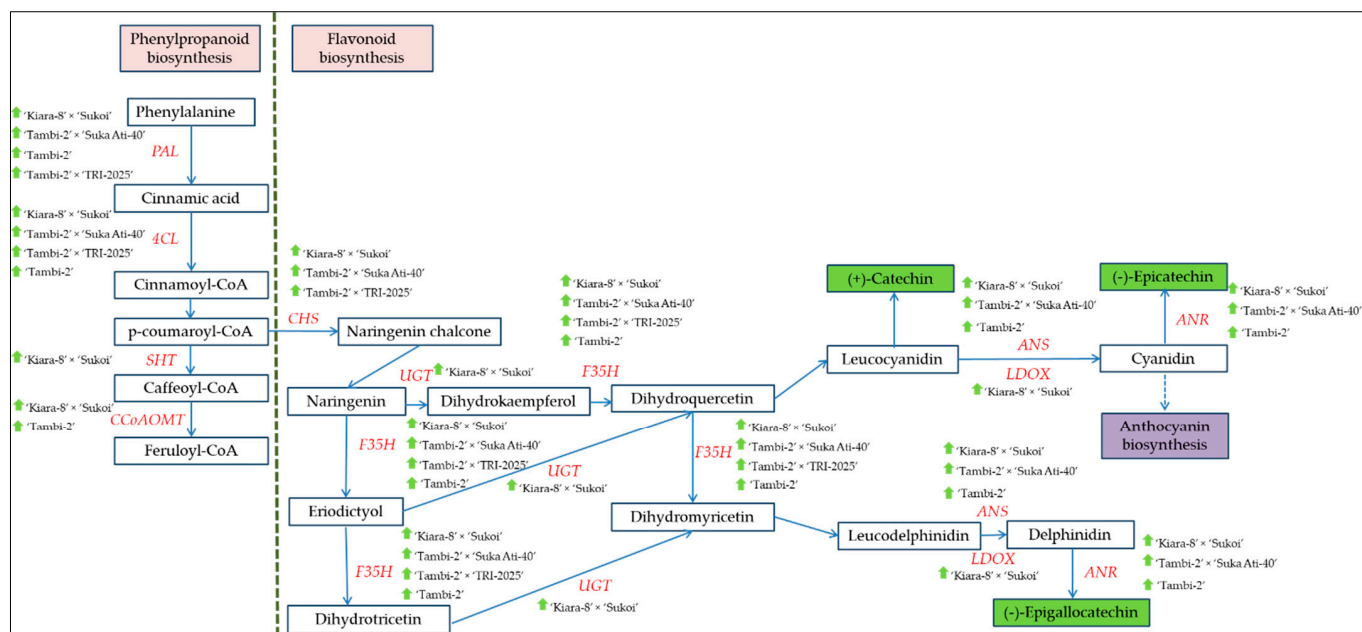 Phenylpropanoid
biosynthesis
Flavonoid
biosynthesis
Phenylalanine
'Kiara-8' × 'Sukoi'
'Tambi-2' × 'Suka Ati-40'
'Tambi-2'
'Tambi-2' × 'TRI-2025'
PAL
Cinnamic acid
'Kiara-8' × 'Sukoi'
'Tambi-2' × 'Suka Ati-40'
'Tambi-2' × 'TRI-2025'
'Tambi-2'
4CL
Cinnamoyl-CoA
p-coumaroyl-CoA
'Kiara-8' × 'Sukoi'
SHT
Caffeoyl-CoA
'Kiara-8' × 'Sukoi'
'Tambi-2'
CCoAOMT
Feruloyl-CoA
'Kiara-8' × 'Sukoi'
'Tambi-2' × 'Suka Ati-40'
'Tambi-2' × 'TRI-2025'
CHS
Naringenin chalcone
Naringenin
UGT
'Kiara-8' × 'Sukoi'
Dihydrokaempferol
'Kiara-8' × 'Sukoi'
'Tambi-2' × 'Suka Ati-40'
'Tambi-2' × 'TRI-2025'
'Tambi-2'
F35H
Dihydroquercetin
F35H
'Kiara-8' × 'Sukoi'
'Tambi-2' × 'Suka Ati-40'
'Tambi-2' × 'TRI-2025'
'Tambi-2'
UGT
'Kiara-8' × 'Sukoi'
F35H
'Kiara-8' × 'Sukoi'
'Tambi-2' × 'Suka Ati-40'
'Tambi-2' × 'TRI-2025'
'Tambi-2'
Eriodictyol
Dihydromyricetin
F35H
'Kiara-8' × 'Sukoi'
'Tambi-2' × 'Suka Ati-40'
'Tambi-2' × 'TRI-2025'
'Tambi-2'
UGT
'Kiara-8' × 'Sukoi'
Dihydrotricetin
(+)-Catechin
Leucocyanidin
'Kiara-8' × 'Sukoi'
'Tambi-2' × 'Suka Ati-40'
'Tambi-2'
ANS
LDOX
'Kiara-8' × 'Sukoi'
(-)-Epicatechin
'Kiara-8' × 'Sukoi'
'Tambi-2' × 'Suka Ati-40'
'Tambi-2'
ANR
Cyanidin
Anthocyanin
biosynthesis
'Kiara-8' × 'Sukoi'
'Tambi-2' × 'Suka Ati-40'
'Tambi-2'
ANS
Leucodelphinidin
Delphinidin
LDOX
'Kiara-8' × 'Sukoi'
ANR
'Kiara-8' × 'Sukoi'
'Tambi-2' × 'Suka Ati-40'
'Tambi-2'
(-)-Epigallocatechin